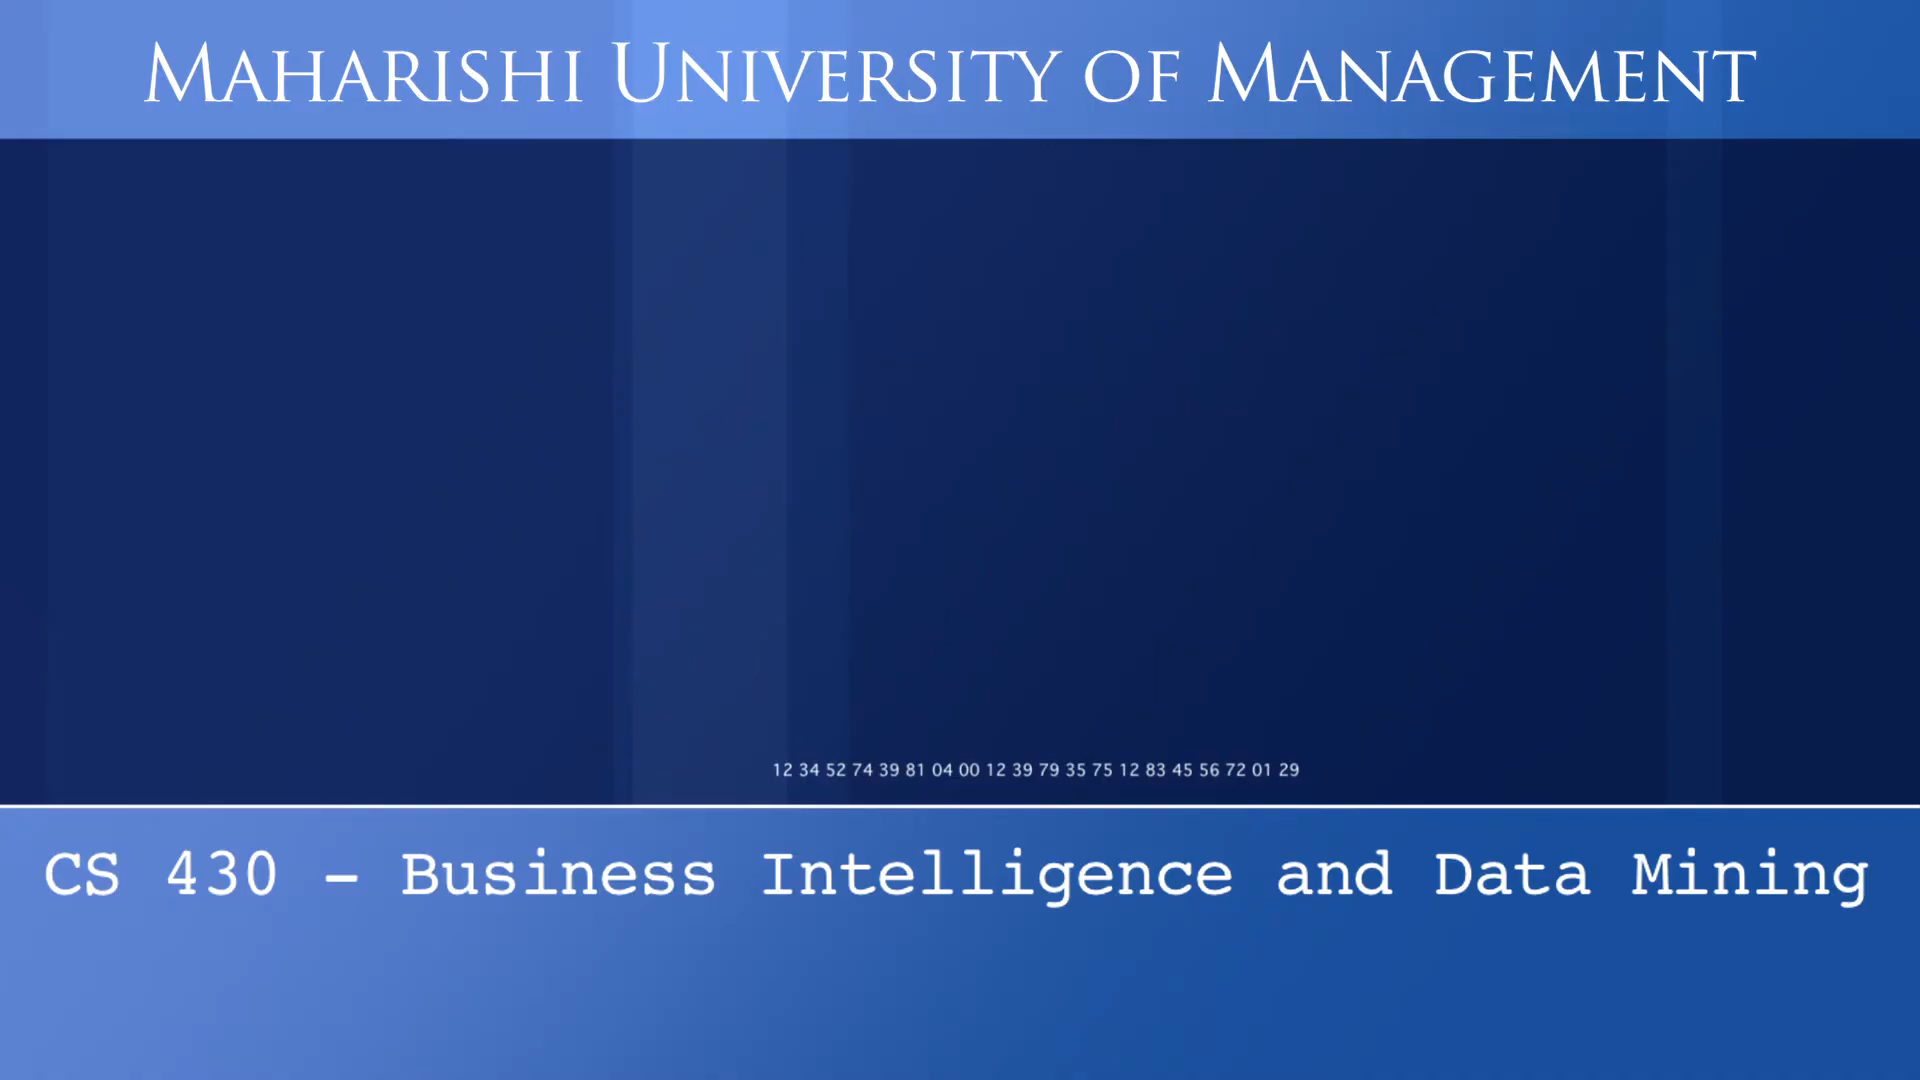 MAHARISHI UNIVERSITY OF MANAGEMENT
12 34 52 74 39 81 04 00 12 39 79 35 75 12 83 45 56 72 01 29
CS 430 – Business Intelligence and Data Mining